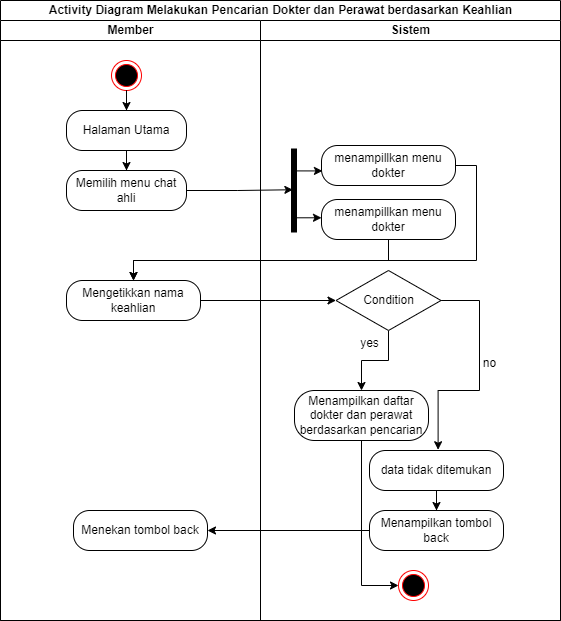 Activity Diagram Melakukan Pencarian Dokter dan Perawat berdasarkan Keahlian
Member
Sistem
Halaman Utama
Memilih menu chat
ahli
menampillkan menu
dokter
menampillkan menu
dokter
Mengetikkan nama
keahlian
Condition
yes
no
Menampilkan daftar
dokter dan perawat
berdasarkan pencarian
data tidak ditemukan
Menekan tombol back
Menampilkan tombol
back